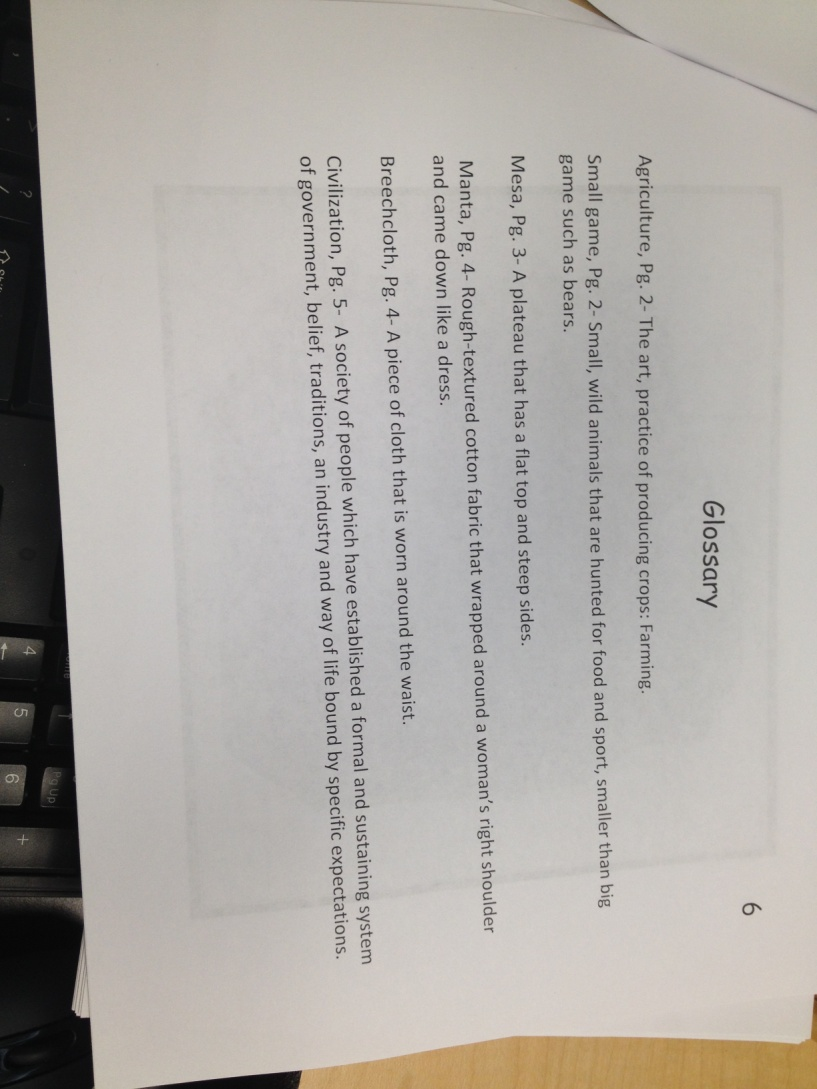 6
Glossary
Agriculture, Pg. 2- The art, practice of producing crops: Farming.
Small game, Pg. 2- Small, wild animals that are hunted for food and sport, smaller than big
game such as bears.
Mesa, Pg. 3- A plateau that has a flat top and steep sides.
Manta, Pg. 4- Rough-textured cotton fabric that wrapped around a woman's right shoulder
and came down like a dress.
Breechcloth, Pg. 4- A piece of cloth that is worn around the waist.
Civilization, Pg. 5- A society of people which have established a formal and sustaining system
of government, belief, traditions, an industry and way of life bound by specific expectations.
?
4
5
6
+
PgUp